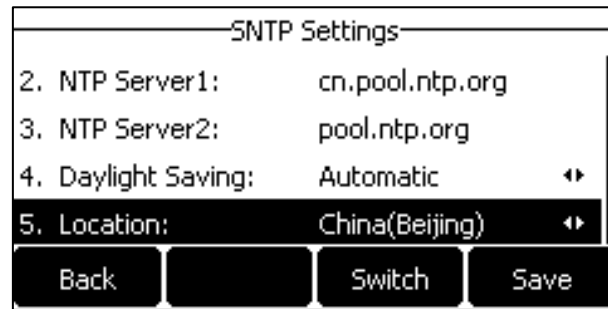 SNTP Settings
2. NTP Server1: cn.pool.ntp.org
3. NTP Server2: pool.ntp.org
4. Daylight Saving: Automatic
5. Location: China(Beijing)
Back Switch Save